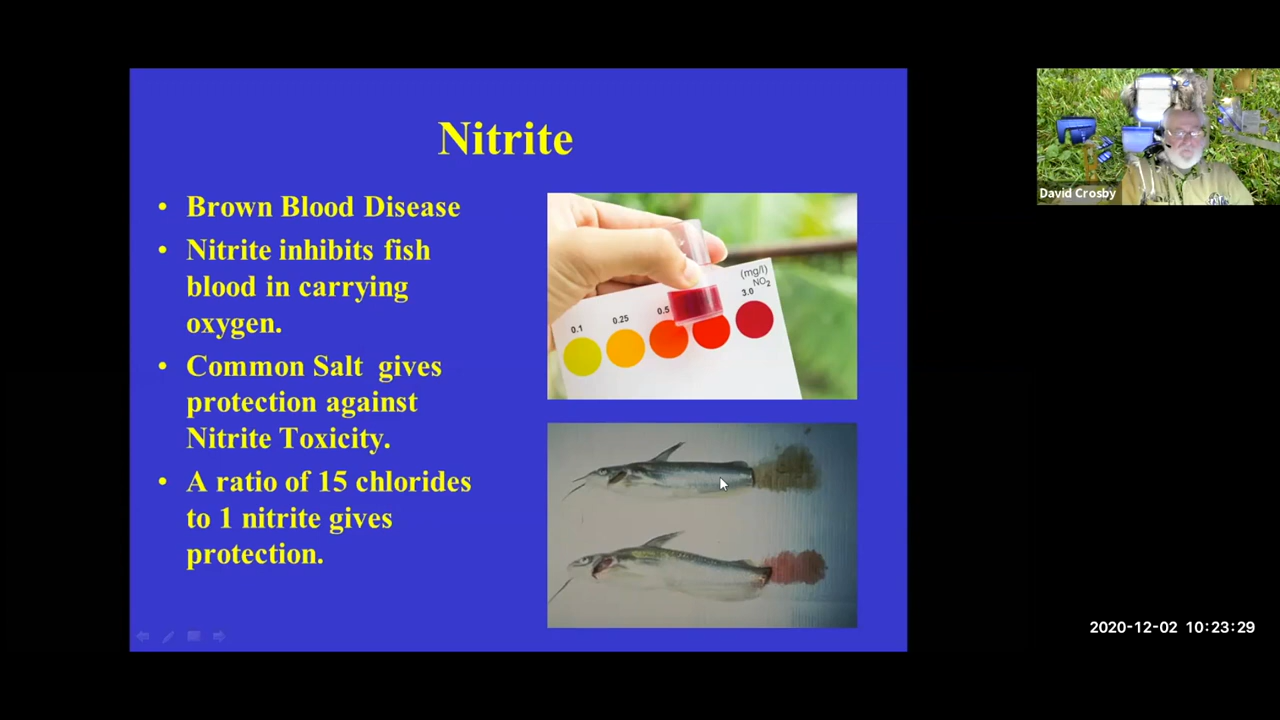 Nitrite
• Brown Blood Disease
• Nitrite inhibits fish
blood in carrying
oxygen.
• Common Salt  gives
protection against
Nitrite Toxicity.
• A ratio of 15 chlorides
to 1 nitrite gives
protection.
(mg/l)
NO₂
0.1
0.25
0.5
3.0
David Crosby
2020-12-02 10:23:29